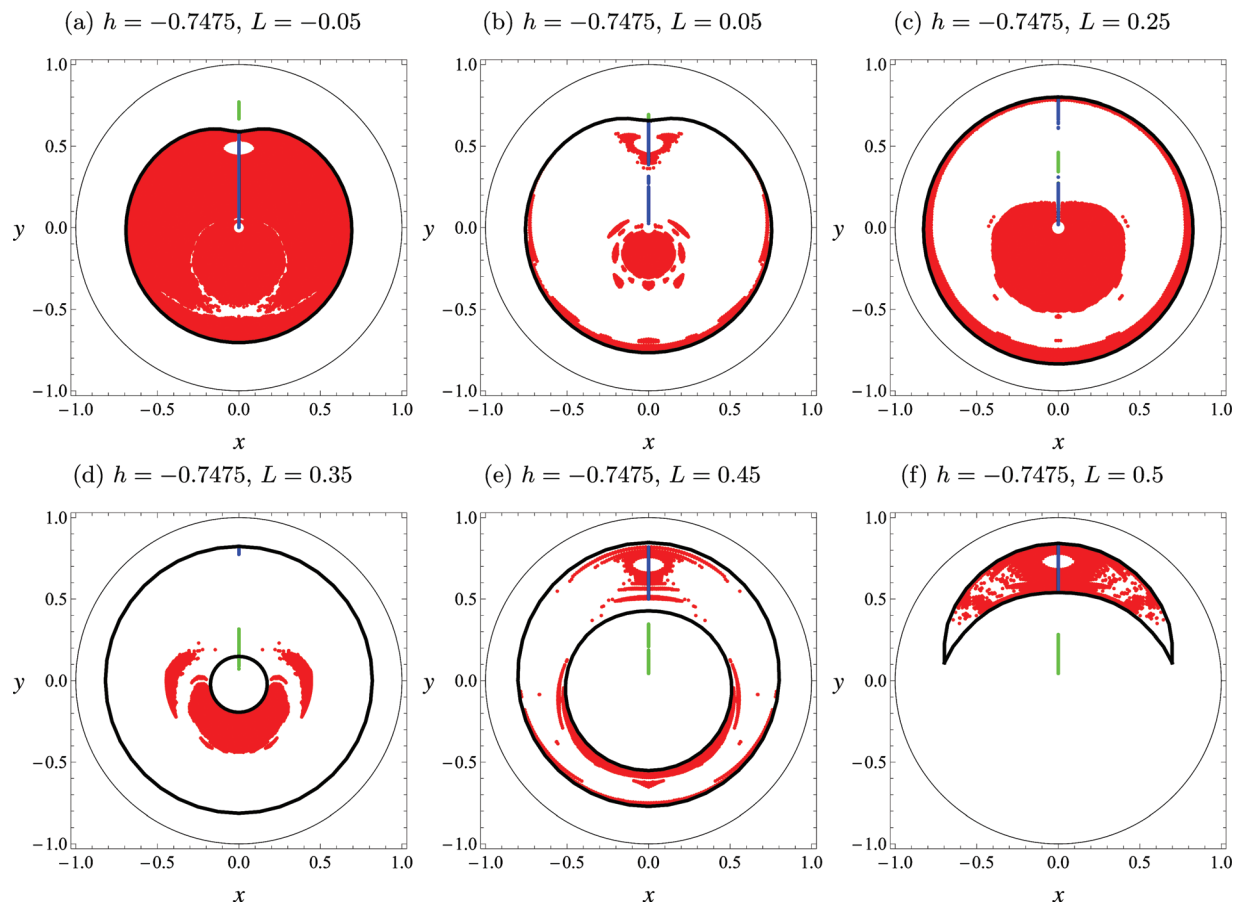 (a) h = −0.7475, L = −0.05
(b) h = −0.7475, L = 0.05
(c) h = −0.7475, L = 0.25
1.0
0.5
y 0.0
−0.5
−1.0
−1.0 −0.5 0.0 0.5 1.0
x
1.0
0.5
y 0.0
−0.5
−1.0
−1.0 −0.5 0.0 0.5 1.0
x
1.0
0.5
y 0.0
−0.5
−1.0
−1.0 −0.5 0.0 0.5 1.0
x
(d) h = −0.7475, L = 0.35
(e) h = −0.7475, L = 0.45
(f) h = −0.7475, L = 0.5
1.0
0.5
y 0.0
−0.5
−1.0
−1.0 −0.5 0.0 0.5 1.0
x
1.0
0.5
y 0.0
−0.5
−1.0
−1.0 −0.5 0.0 0.5 1.0
x
1.0
0.5
y 0.0
−0.5
−1.0
−1.0 −0.5 0.0 0.5 1.0
x